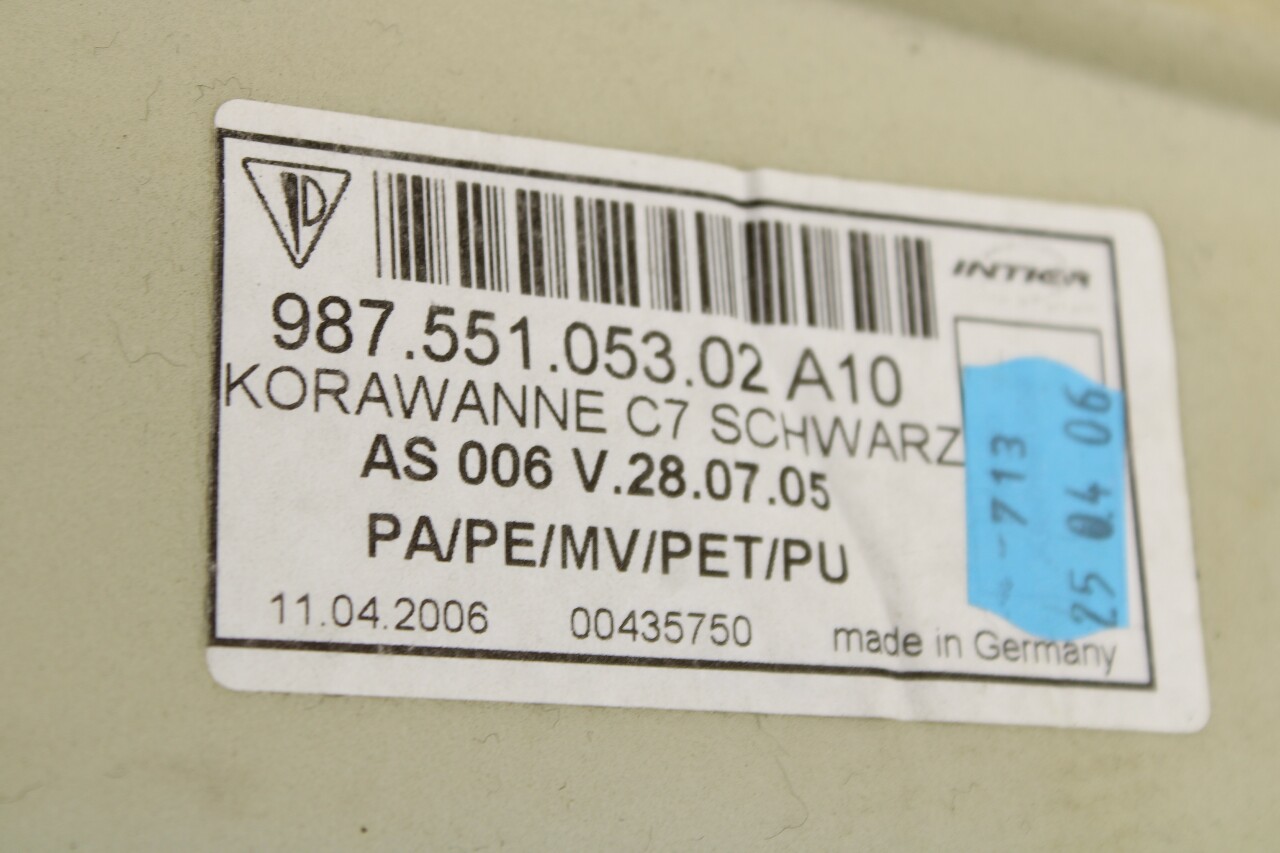 INTIER
987.551.053.02 A10
KORAWANNE C7 SCHWARZ
AS 006 V.28.07.05
PA/PE/MV/PET/PU
11.04.2006 00435750 made in Germany
713
25 04 06